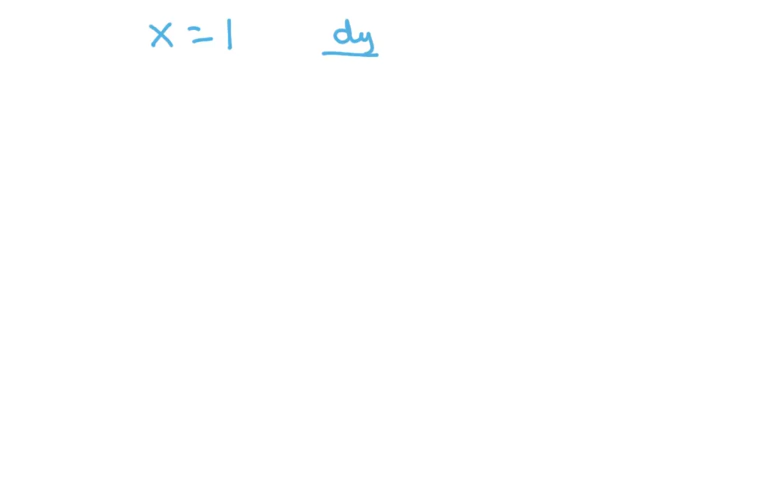 x = 1 dy